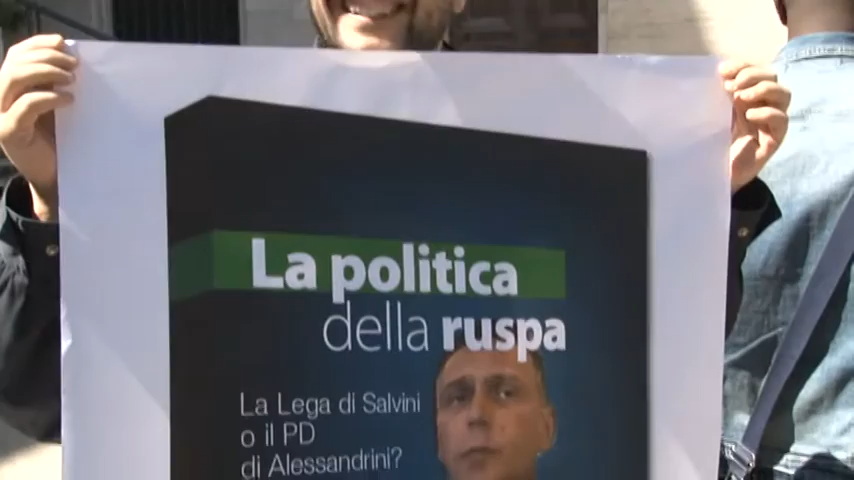 La politica
della ruspa
La Lega di Salvini
o il PD
di Alessandrini?